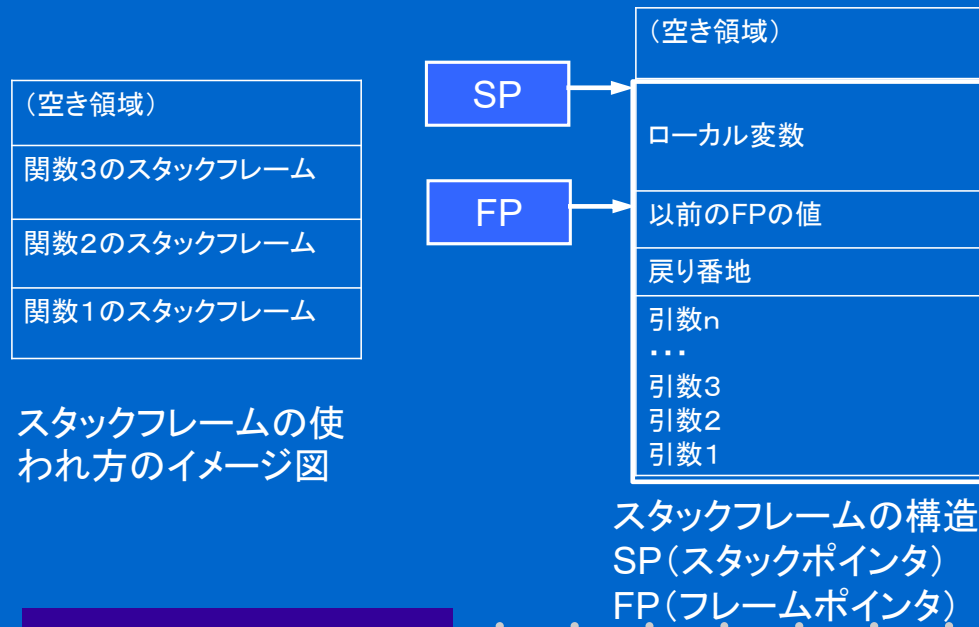 （空き領域）
関数３のスタックフレーム
関数２のスタックフレーム
関数１のスタックフレーム
スタックフレームの使
われ方のイメージ図
SP
FP
（空き領域）
ローカル変数
以前のFPの値
戻り番地
引数ｎ
・・・
引数３
引数２
引数１
スタックフレームの構造
SP（スタックポインタ）
FP（フレームポインタ）